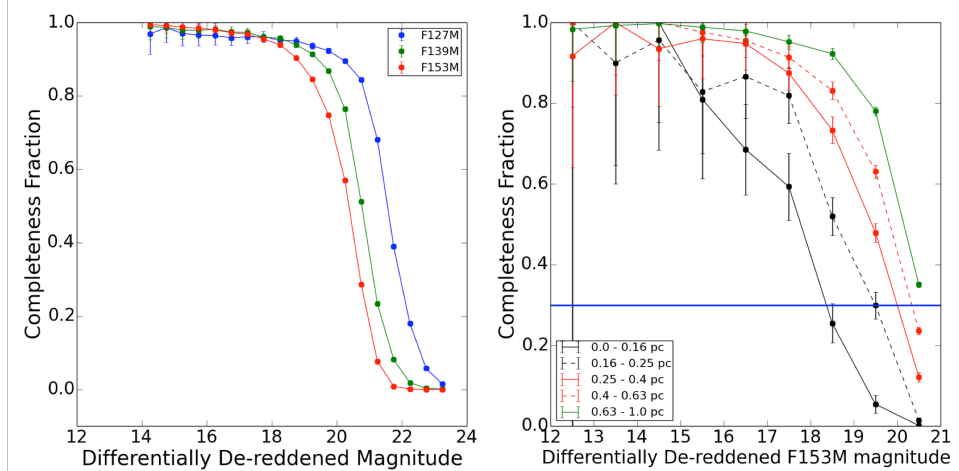 1.0
0.8
0.6
0.4
0.2
0.0
Completeness Fraction
12
14
16
18
20
22
24
Differentially De-reddened Magnitude
F127M
F139M
F153M
1.0
0.8
0.6
0.4
0.2
0.0
Completeness Fraction
0.0 - 0.16 pc
0.16 - 0.25 pc
0.25 - 0.4 pc
0.4 - 0.63 pc
0.63 - 1.0 pc
12
13
14
15
16
17
18
19
20
21
Differentially De-reddened F153M magnitude